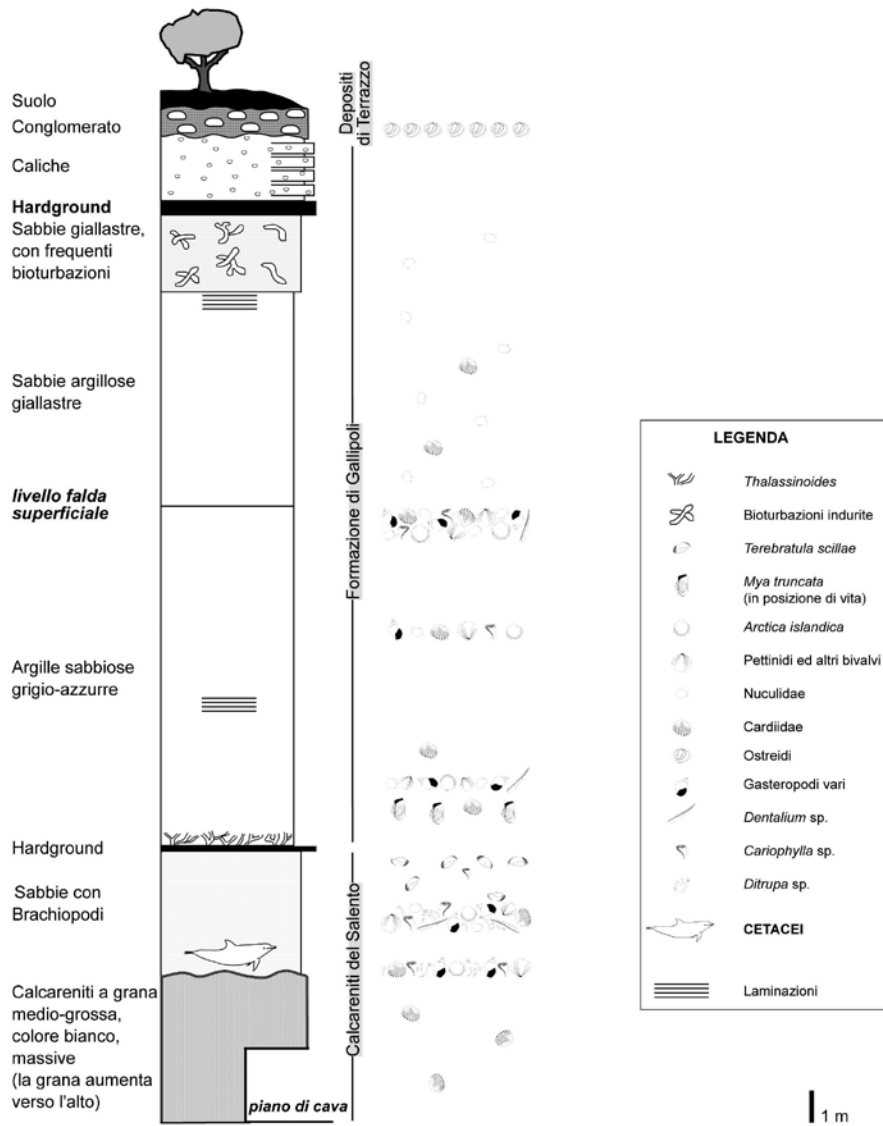 Suolo
Conglomerato
Caliche
Hardground
Sabbie giallastre,
con frequenti
bioturbazioni
Sabbie argillose
giallastre
livello falda
superficiale
Argille sabbiose
grigio-azzurre
Hardground
Sabbie con
Brachiopodi
Calcareniti a grana
medio-grossa,
colore bianco,
massive
(la grana aumenta
verso l'alto)
piano di cava
Depositi
di Terrazzo
Formazione di Gallipoli
Calcareniti del Salento
LEGENDA
Thalassinoides
Bioturbazioni indurite
Terebratula scillae
Mya truncata
(in posizione di vita)
Arctica islandica
Pettinidi ed altri bivalvi
Nuculidae
Cardiidae
Ostreidi
Gasteropodi vari
Dentalium sp.
Cariophylla sp.
Ditrupa sp.
CETACEI
Laminazioni
1 m